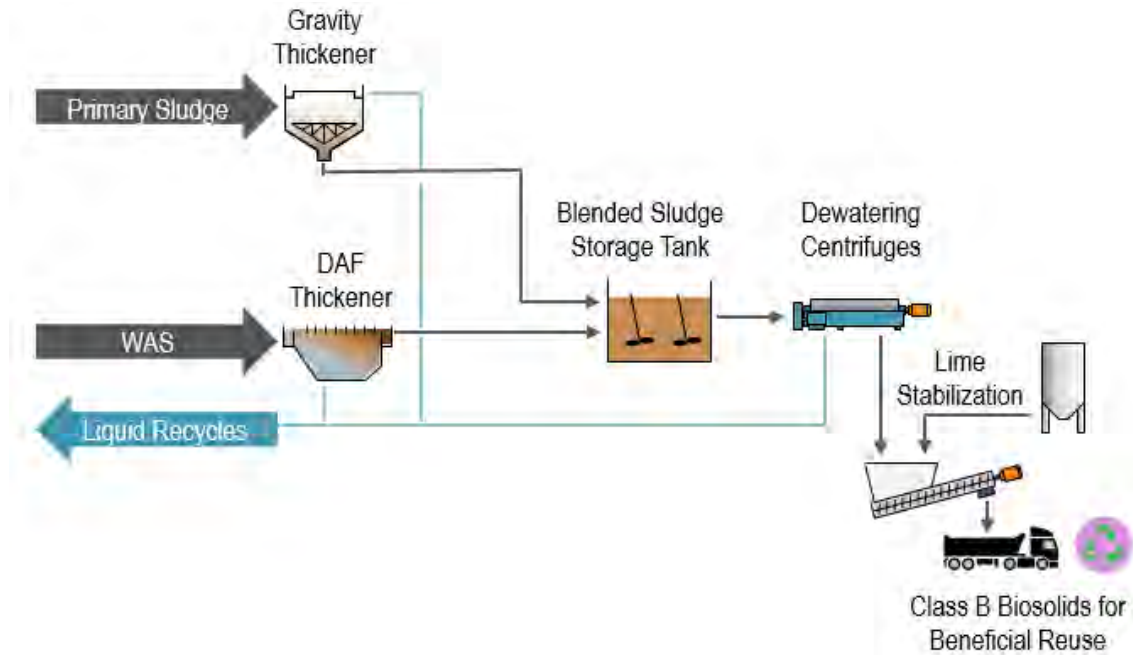 Gravity
Thickener
Primary Sludge
Blended Sludge
Storage Tank
Dewatering
Centrifuges
DAF
Thickener
WAS
Lime
Stabilization
Liquid Recycles
Class B Biosolids for
Beneficial Reuse